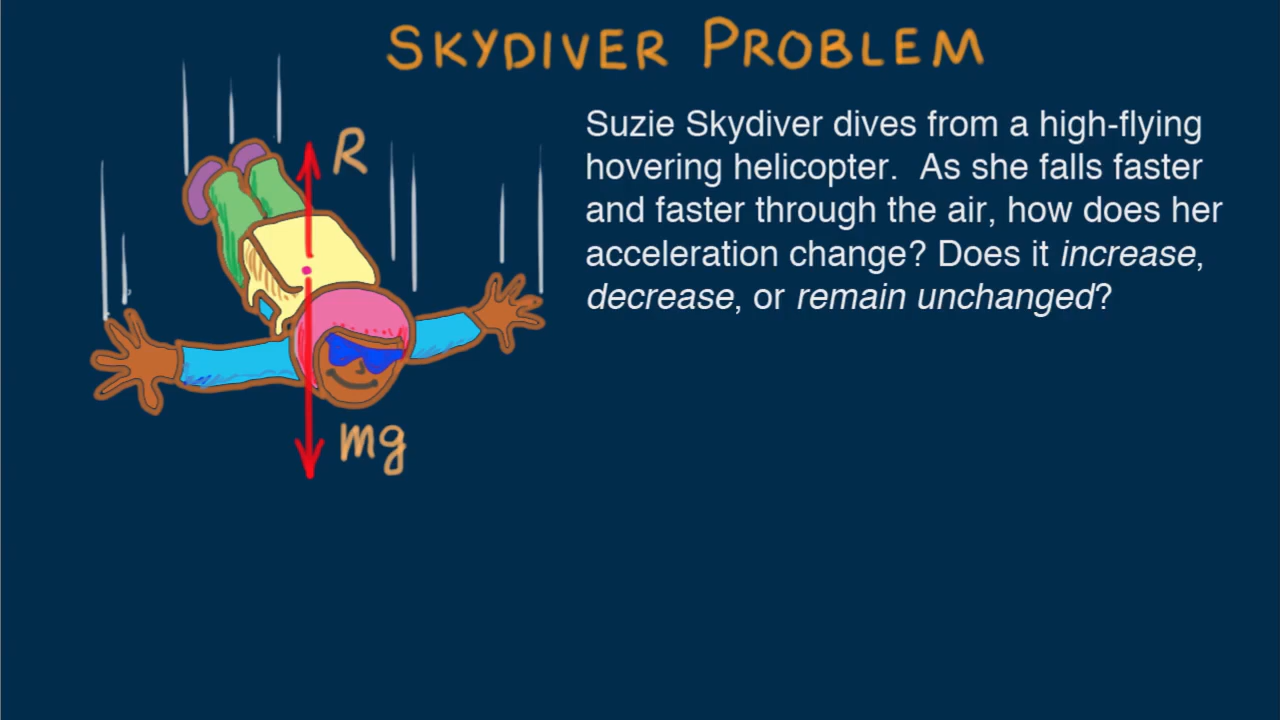 SKYDIVER PROBLEM
R
Suzie Skydiver dives from a high-flying
hovering helicopter. As she falls faster
and faster through the air, how does her
acceleration change? Does it increase,
decrease, or remain unchanged?
mg